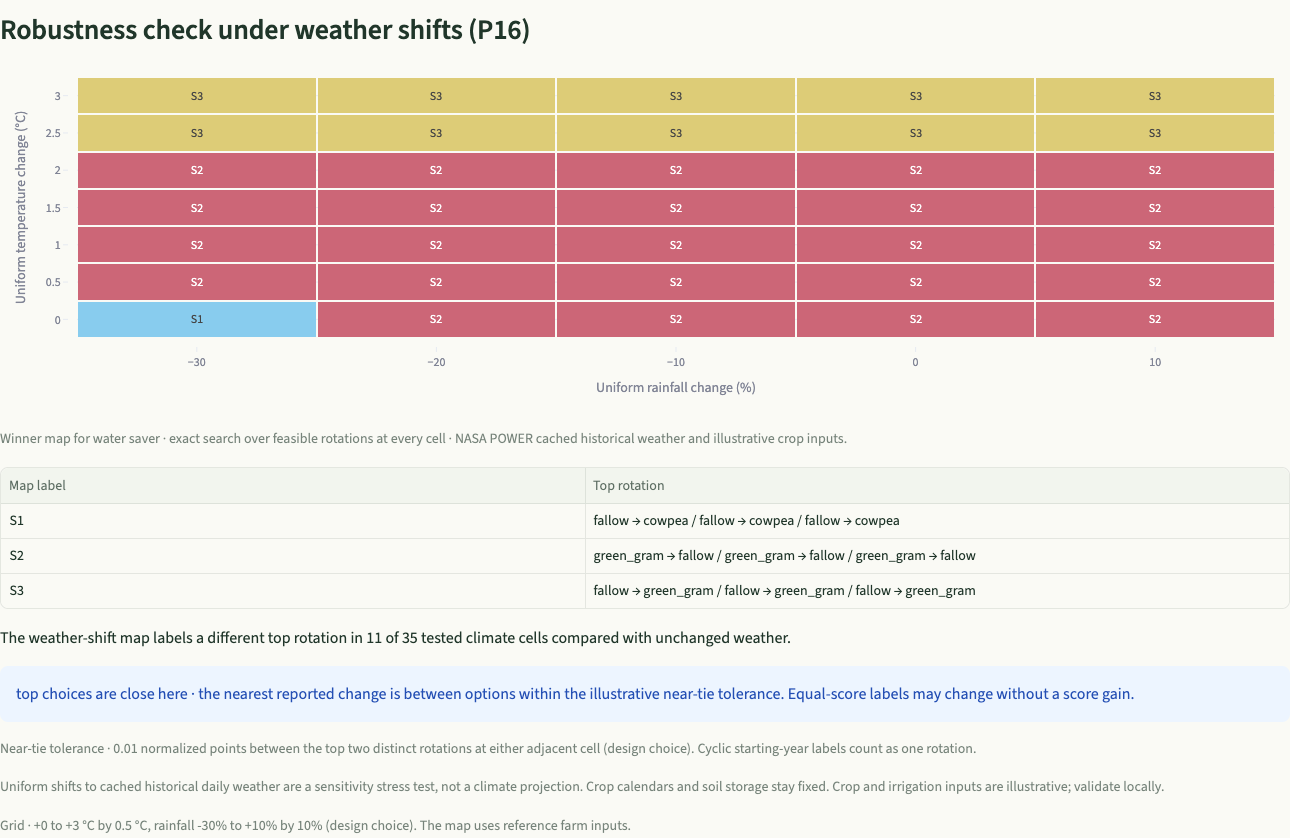 Robustness check under weather shifts (P16)
Uniform temperature change (°C)
3 S3 S3 S3 S3 S3
2.5 S3 S3 S3 S3 S3
2 S2 S2 S2 S2 S2
1.5 S2 S2 S2 S2 S2
1 S2 S2 S2 S2 S2
0.5 S2 S2 S2 S2 S2
0 S1 S2 S2 S2 S2
−30 −20 −10 0 10
Uniform rainfall change (%)
Winner map for water saver · exact search over feasible rotations at every cell · NASA POWER cached historical weather and illustrative crop inputs.
Map label Top rotation
S1 fallow → cowpea / fallow → cowpea / fallow → cowpea
S2 green_gram → fallow / green_gram → fallow / green_gram → fallow
S3 fallow → green_gram / fallow → green_gram / fallow → green_gram
The weather-shift map labels a different top rotation in 11 of 35 tested climate cells compared with unchanged weather.
top choices are close here · the nearest reported change is between options within the illustrative near-tie tolerance. Equal-score labels may change without a score gain.
Near-tie tolerance · 0.01 normalized points between the top two distinct rotations at either adjacent cell (design choice). Cyclic starting-year labels count as one rotation.
Uniform shifts to cached historical daily weather are a sensitivity stress test, not a climate projection. Crop calendars and soil storage stay fixed. Crop and irrigation inputs are illustrative; validate locally.
Grid · +0 to +3 °C by 0.5 °C, rainfall -30% to +10% by 10% (design choice). The map uses reference farm inputs.